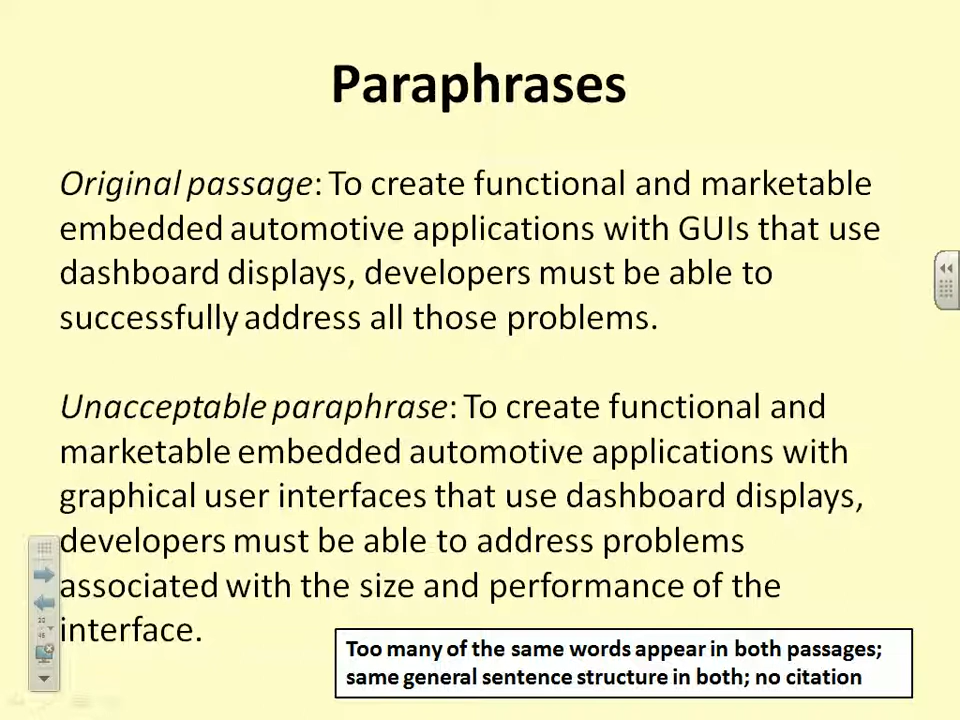 Paraphrases
Original passage: To create functional and marketable
embedded automotive applications with GUIs that use
dashboard displays, developers must be able to
successfully address all those problems.
Unacceptable paraphrase: To create functional and
marketable embedded automotive applications with
graphical user interfaces that use dashboard displays,
developers must be able to address problems
associated with the size and performance of the
interface.
Too many of the same words appear in both passages;
same general sentence structure in both; no citation